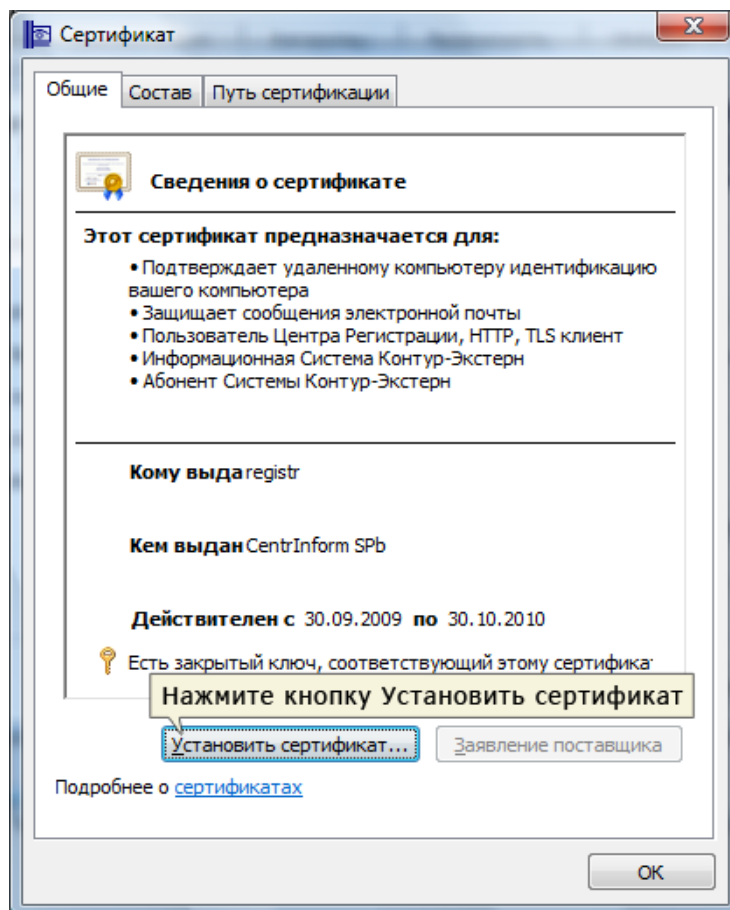 Сертификат
Общие Состав Путь сертификации
Сведения о сертификате
Этот сертификат предназначается для:
• Подтверждает удаленному компьютеру идентификацию
вашего компьютера
• Защищает сообщения электронной почты
• Пользователь Центра Регистрации, HTTP, TLS клиент
• Информационная Система Контур-Экстерн
• Абонент Системы Контур-Экстерн
Кому выда registr
Кем выдан CentrInform SPb
Действителен с 30.09.2009 по 30.10.2010
Есть закрытый ключ, соответствующий этому сертифика
Нажмите кнопку Установить сертификат
Установить сертификат... Заявление поставщика
Подробнее о сертификатах
ОК